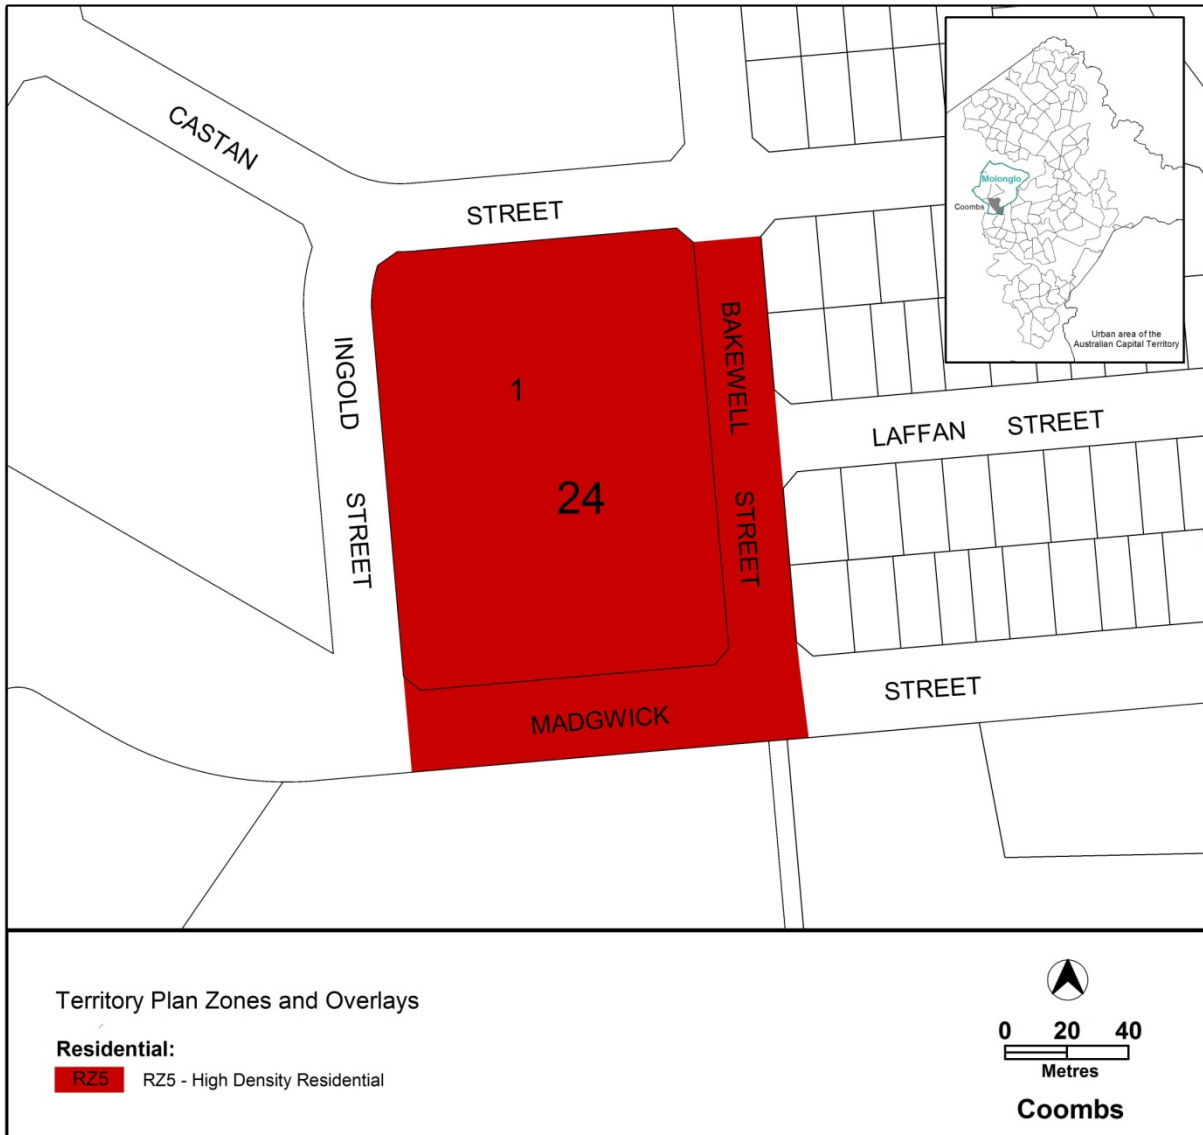 CASTAN
STREET
Molonglo
Coombs
Urban area of the
Australian Capital Territory
INGOLD
STREET
1
24
BAKEWELL
STREET
LAFFAN STREET
MADGWICK
STREET
Territory Plan Zones and Overlays
Residential:
RZ5 RZ5 - High Density Residential
0 20 40
Metres
Coombs